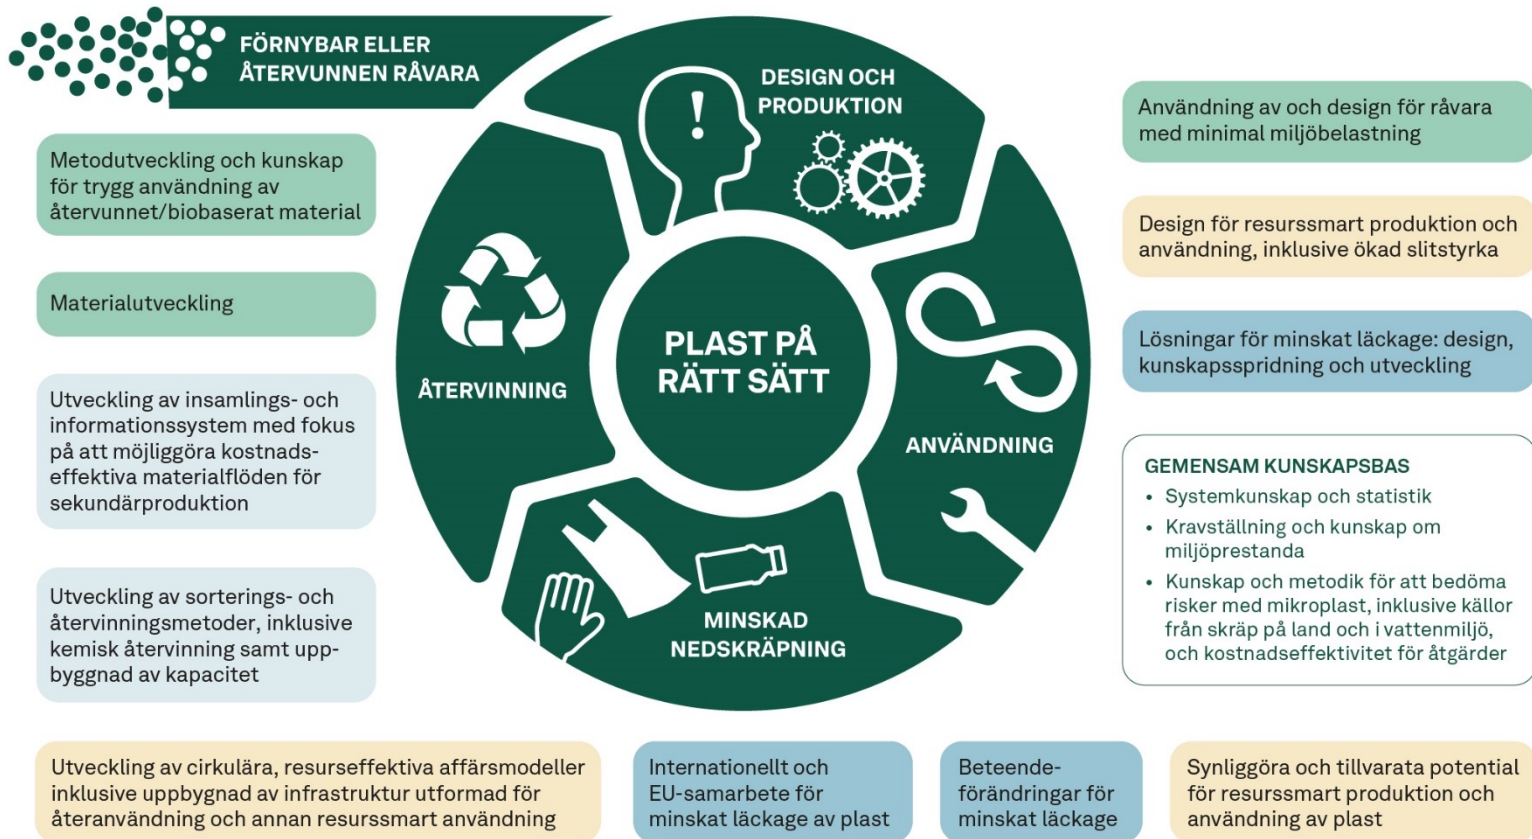 FÖRNYBAR ELLER
ÅTERVUNNEN RÅVARA
DESIGN OCH
PRODUKTION
!
ANVÄNDNING
MINSKAD
NEDSKRÄPNING
ÅTERVINNING
PLAST PÅ
RÄTT SÄTT
Metodutveckling och kunskap
för trygg användning av
återvunnet/biobaserat material
Materialutveckling
Utveckling av insamlings- och
informationssystem med fokus
på att möjliggöra kostnads-
effektiva materialflöden för
sekundärproduktion
Utveckling av sorterings- och
återvinningsmetoder, inklusive
kemisk återvinning samt upp-
byggnad av kapacitet
Användning av och design för råvara
med minimal miljöbelastning
Design för resurssmart produktion och
användning, inklusive ökad slitstyrka
Lösningar för minskat läckage: design,
kunskapsspridning och utveckling
GEMENSAM KUNSKAPSBAS
• Systemkunskap och statistik
• Kravställning och kunskap om
miljöprestanda
• Kunskap och metodik för att bedöma
risker med mikroplast, inklusive källor
från skräp på land och i vattenmiljö,
och kostnadseffektivitet för åtgärder
Utveckling av cirkulära, resurseffektiva affärsmodeller
inklusive uppbyggnad av infrastruktur utformad för
återanvändning och annan resurssmart användning
Internationellt och
EU-samarbete för
minskat läckage av plast
Beteende-
förändringar för
minskat läckage
Synliggöra och tillvarata potential
för resurssmart produktion och
användning av plast